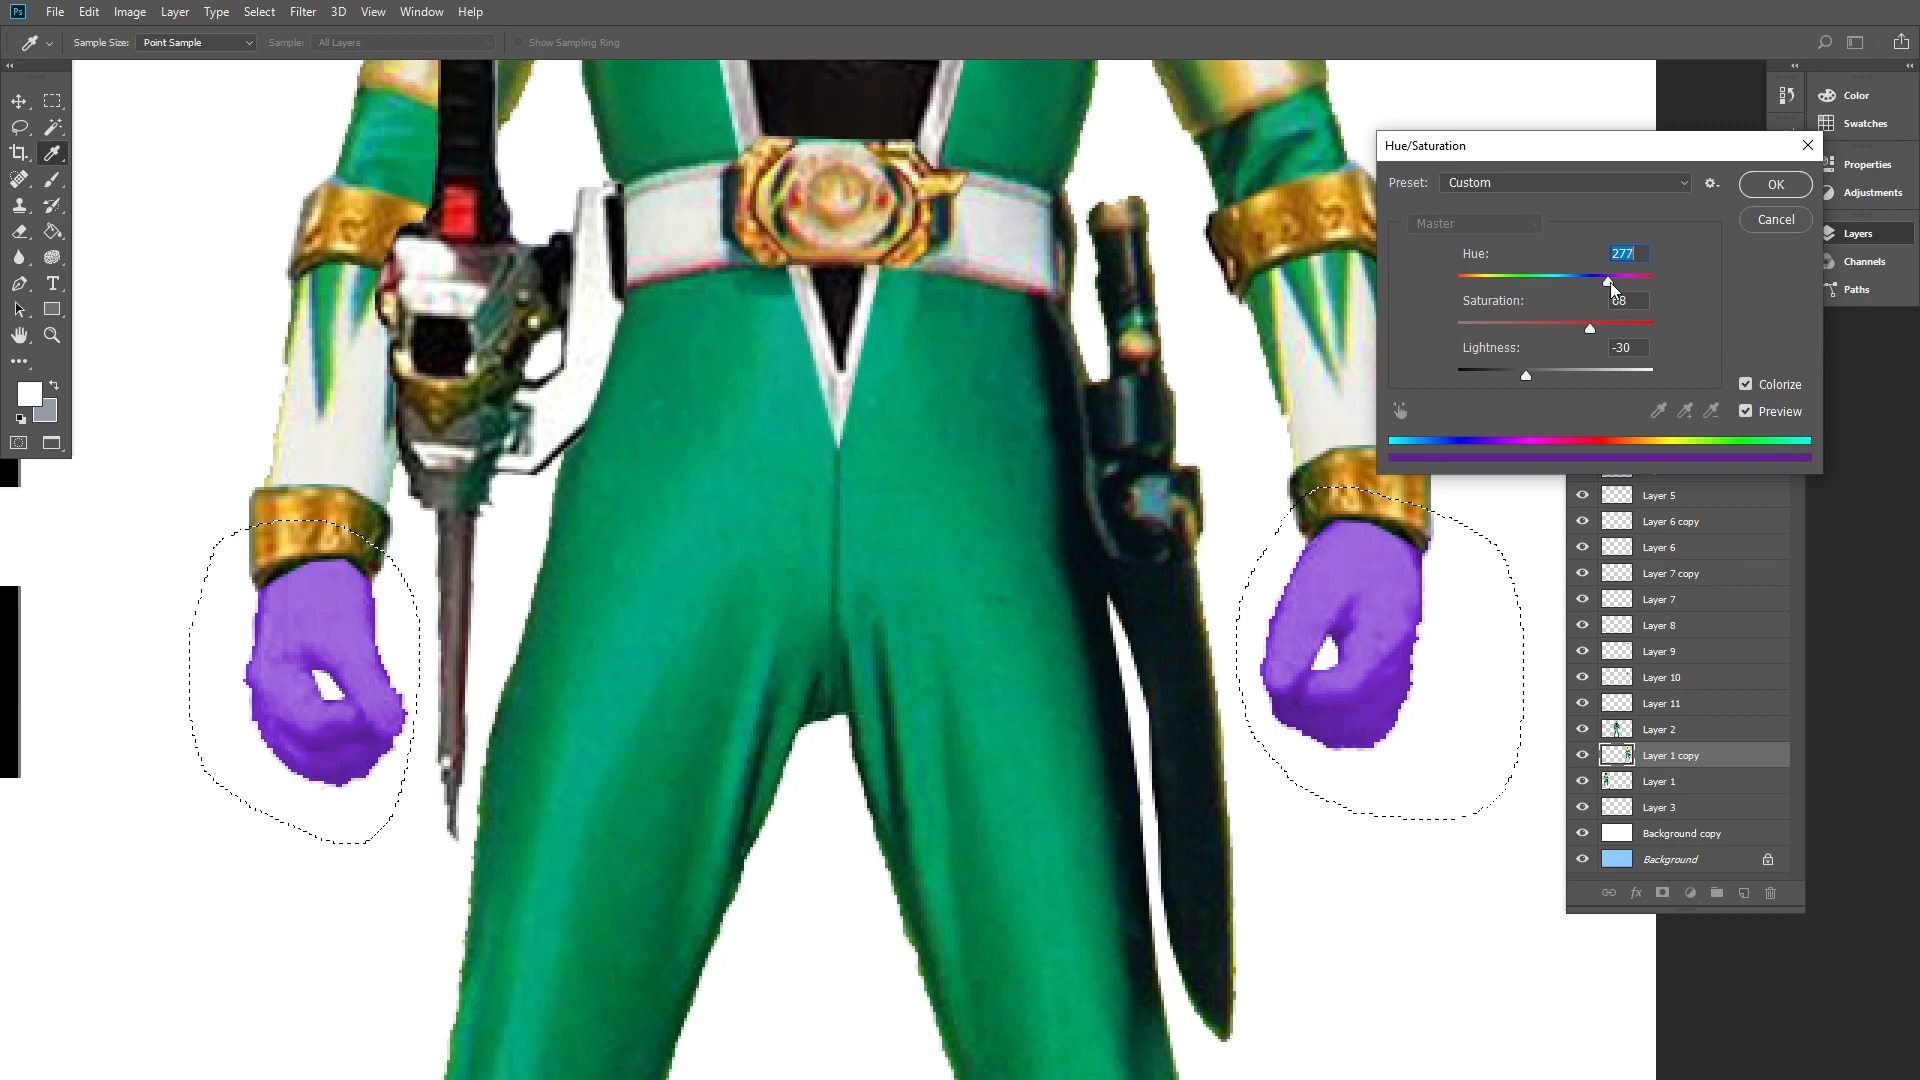 Ps File Edit Image Layer Type Select Filter 3D View Window Help
Sample Size: Point Sample Sample: All Layers Show Sampling Ring
Color
Swatches
Properties
Adjustments
Layers
Channels
Paths
Hue/Saturation
Preset: Custom
OK
Cancel
Master
Hue: 277
Saturation: 68
Lightness: -30
Colorize
Preview
Layer 5
Layer 6 copy
Layer 6
Layer 7 copy
Layer 7
Layer 8
Layer 9
Layer 10
Layer 11
Layer 2
Layer 1 copy
Layer 1
Layer 3
Background copy
Background
fx